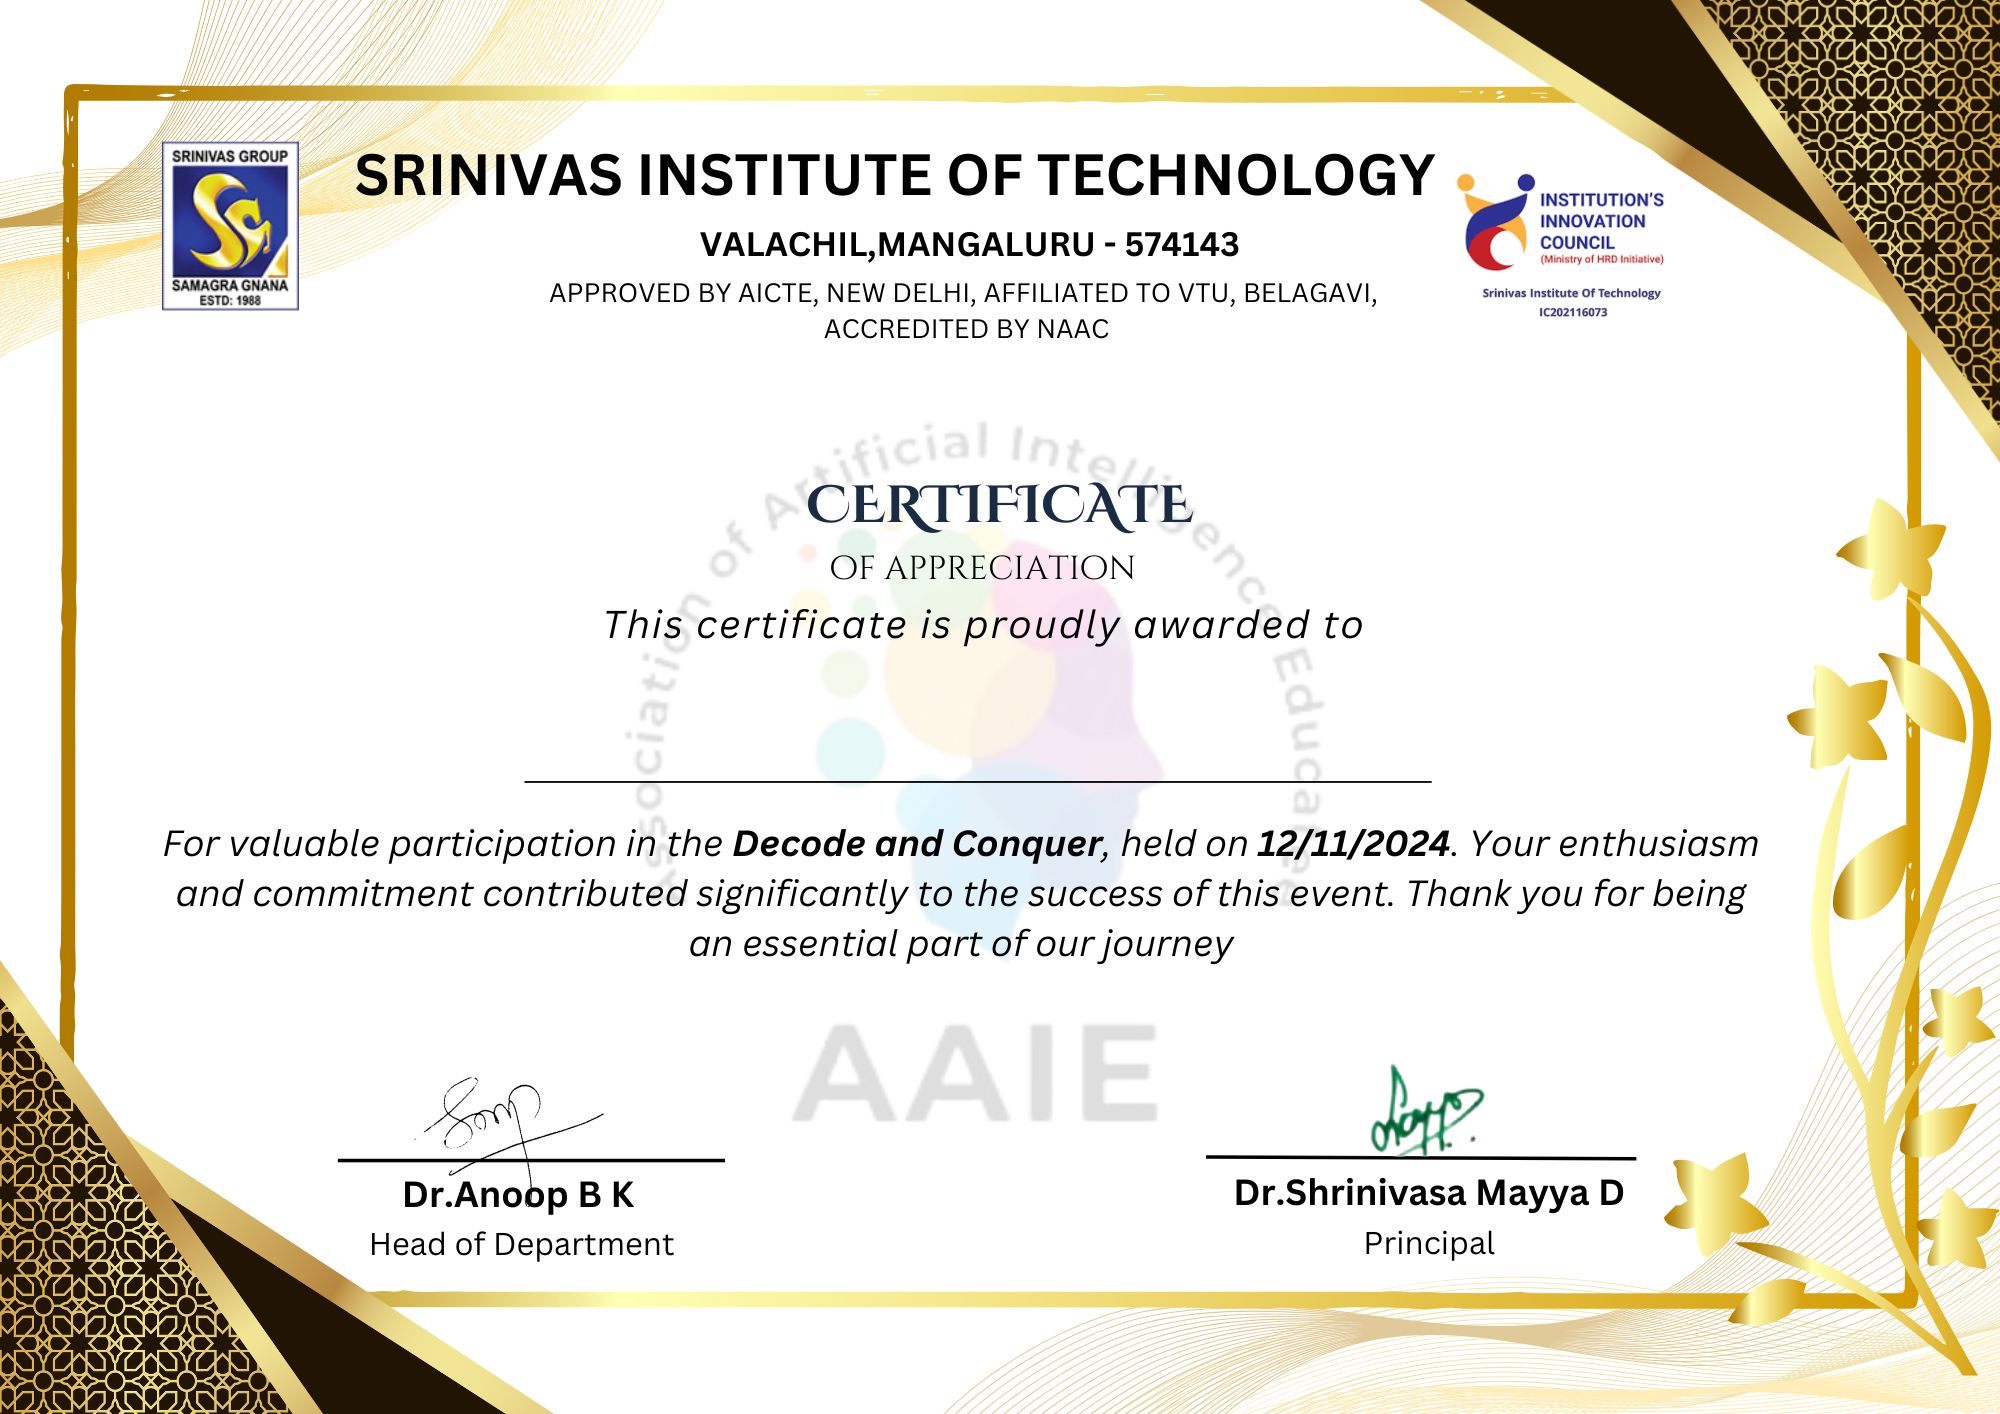 SRINIVAS GROUP
SAMAGRA GNANA
ESTD: 1988
SRINIVAS INSTITUTE OF TECHNOLOGY
VALACHIL,MANGALURU - 574143
APPROVED BY AICTE, NEW DELHI, AFFILIATED TO VTU, BELAGAVI,
ACCREDITED BY NAAC
INSTITUTION'S
INNOVATION
COUNCIL
(Ministry of HRD Initiative)
Srinivas Institute Of Technology
IC202116073
CERTIFICATE
OF APPRECIATION
This certificate is proudly awarded to
For valuable participation in the Decode and Conquer, held on 12/11/2024. Your enthusiasm
and commitment contributed significantly to the success of this event. Thank you for being
an essential part of our journey
Association of Artificial Intelligence Educates
AAIE
Dr.Anoop B K
Head of Department
Dr.Shrinivasa Mayya D
Principal